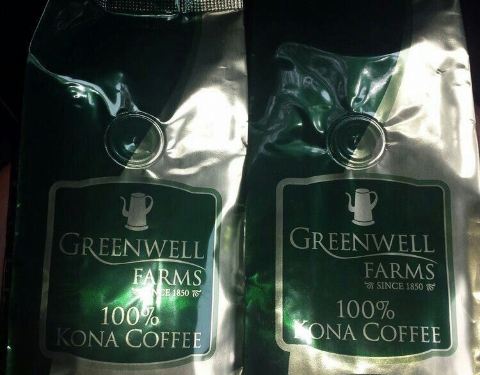 GREENWELL
FARMS
SINCE 1850
100%
KONA COFFEE
GREENWELL
FARMS
SINCE 1850
100%
KONA COFFEE